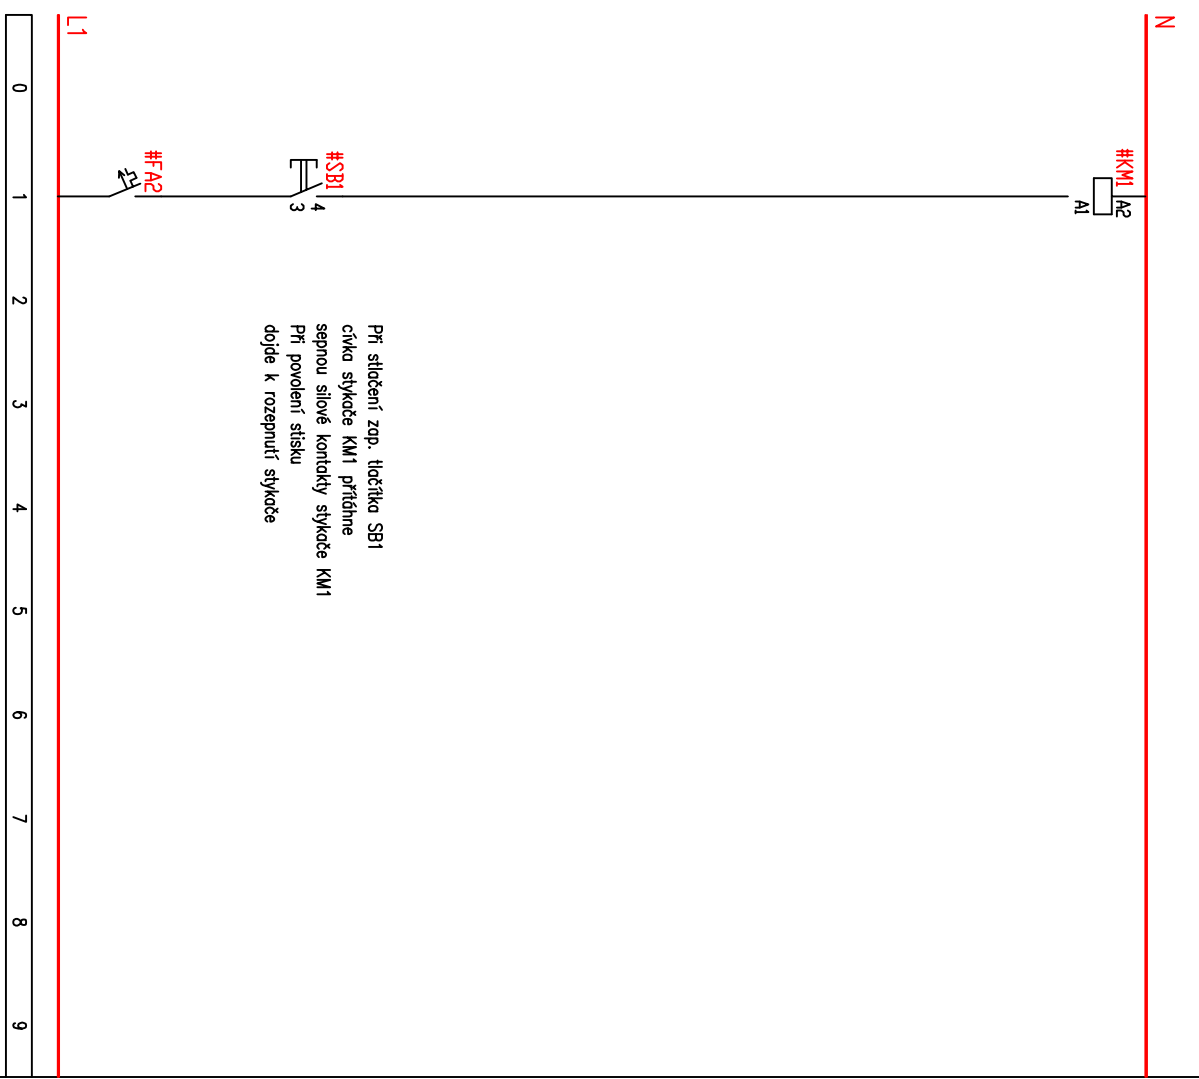 L1
N
0
1
2
3
4
5
6
7
8
9
#FA2
#SB1
3
4
#KM1
A1
A2
Při stlačení zap. tlačítka SB1
cívka stykače KM1 přitáhne
sepnou silové kontakty stykače KM1
Při povolení stisku
dojde k rozepnutí stykače